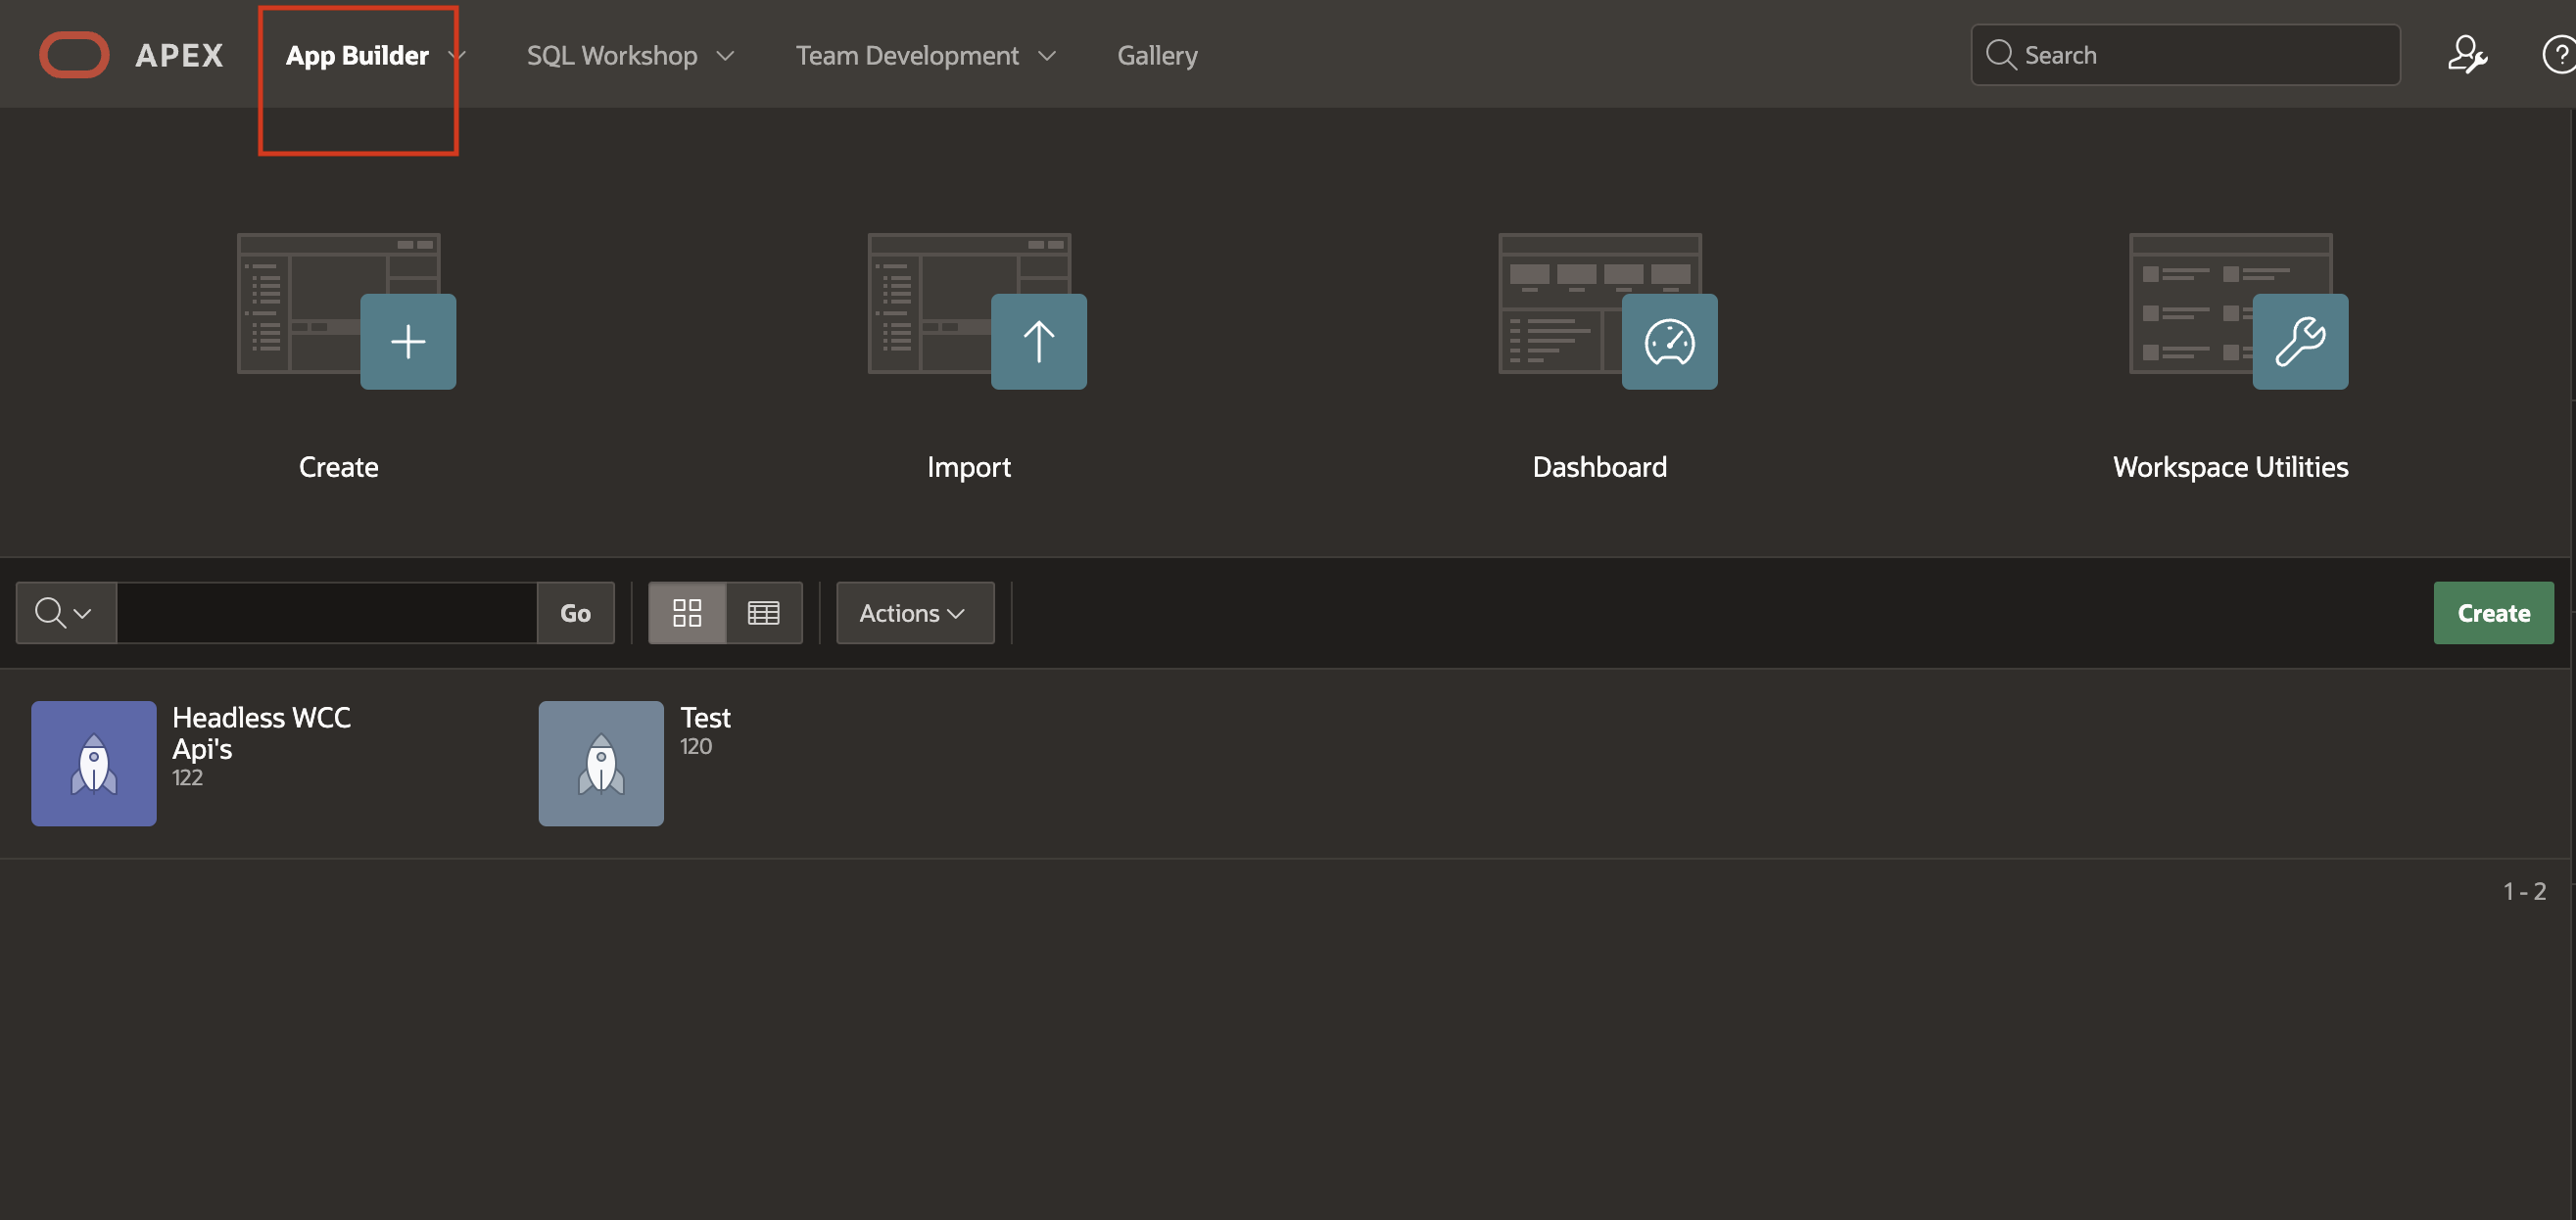 APEX
App Builder
SQL Workshop
Team Development
Gallery
Search
?
Create
Import
Dashboard
Workspace Utilities
Go
Actions
Create
Headless WCC
Api's
122
Test
120
1 - 2